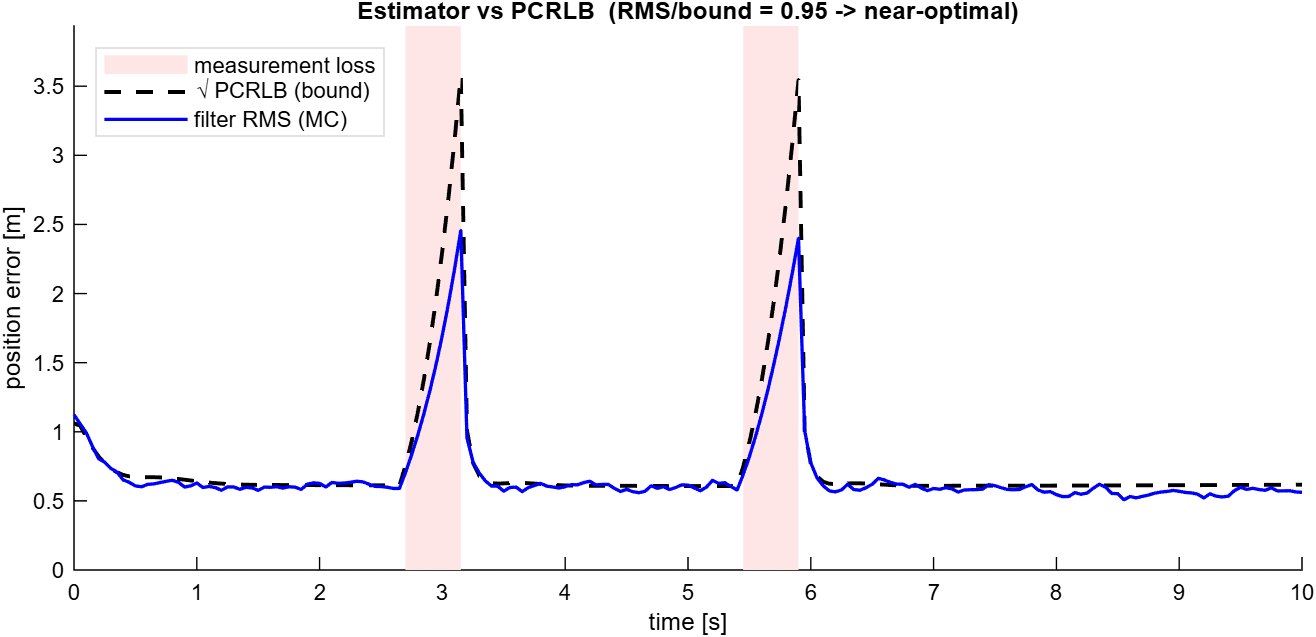 Estimator vs PCRLB  (RMS/bound = 0.95 -> near-optimal)
measurement loss
√ PCRLB (bound)
filter RMS (MC)
position error [m]
3.5
3
2.5
2
1.5
1
0.5
0
0 1 2 3 4 5 6 7 8 9 10
time [s]